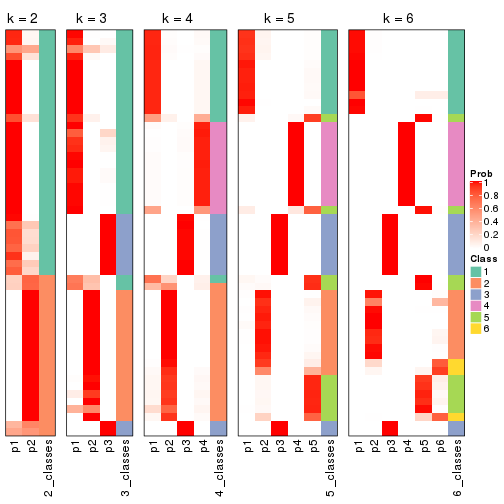 k = 2
k = 3
k = 4
k = 5
k = 6
Prob
1
0.8
0.6
0.4
0.2
0
Class
1
2
3
4
5
6
p1
p2
2_classes
p1
p2
p3
3_classes
p1
p2
p3
p4
4_classes
p1
p2
p3
p4
p5
5_classes
p1
p2
p3
p4
p5
p6
6_classes